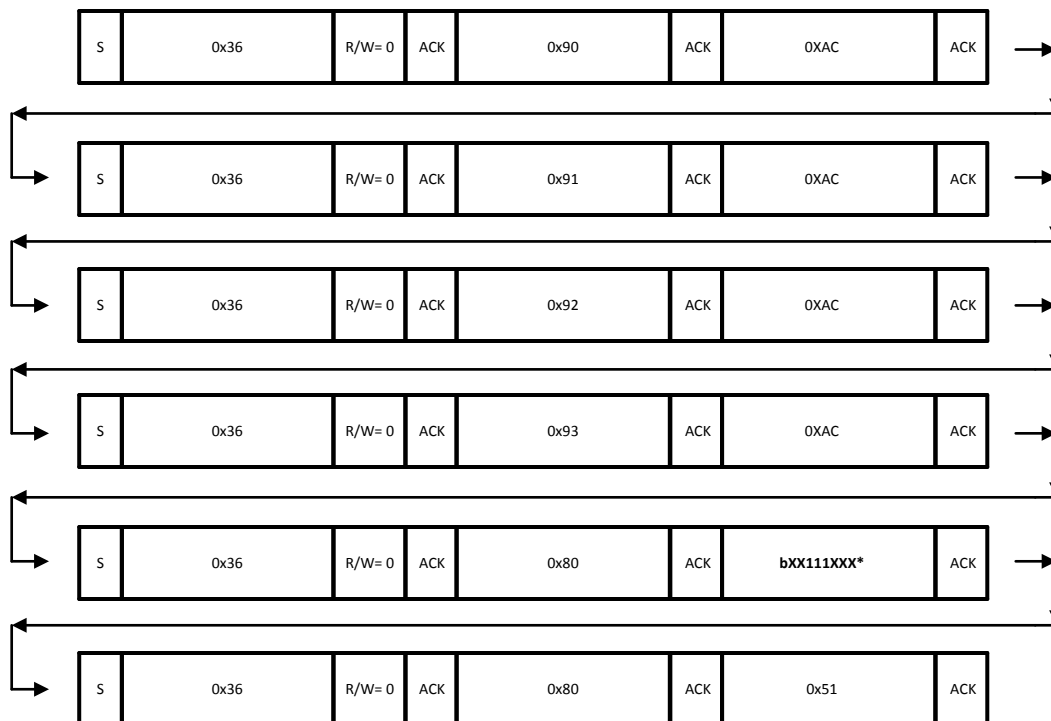 S 0x36 R/W= 0 ACK 0x90 ACK 0XAC ACK
S 0x36 R/W= 0 ACK 0x91 ACK 0XAC ACK
S 0x36 R/W= 0 ACK 0x92 ACK 0XAC ACK
S 0x36 R/W= 0 ACK 0x93 ACK 0XAC ACK
S 0x36 R/W= 0 ACK 0x80 ACK bXX111XXX* ACK
S 0x36 R/W= 0 ACK 0x80 ACK 0x51 ACK